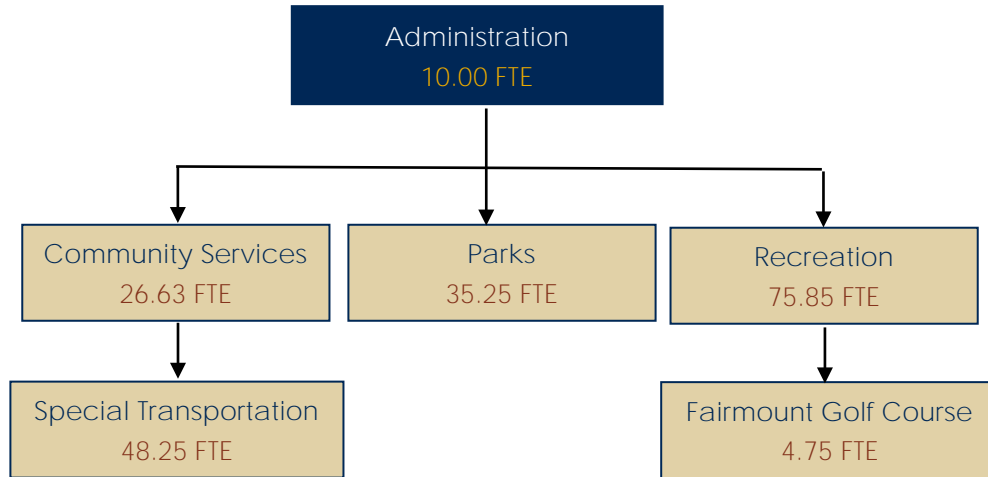 Administration
10.00 FTE
Community Services
26.63 FTE
Parks
35.25 FTE
Recreation
75.85 FTE
Special Transportation
48.25 FTE
Fairmount Golf Course
4.75 FTE